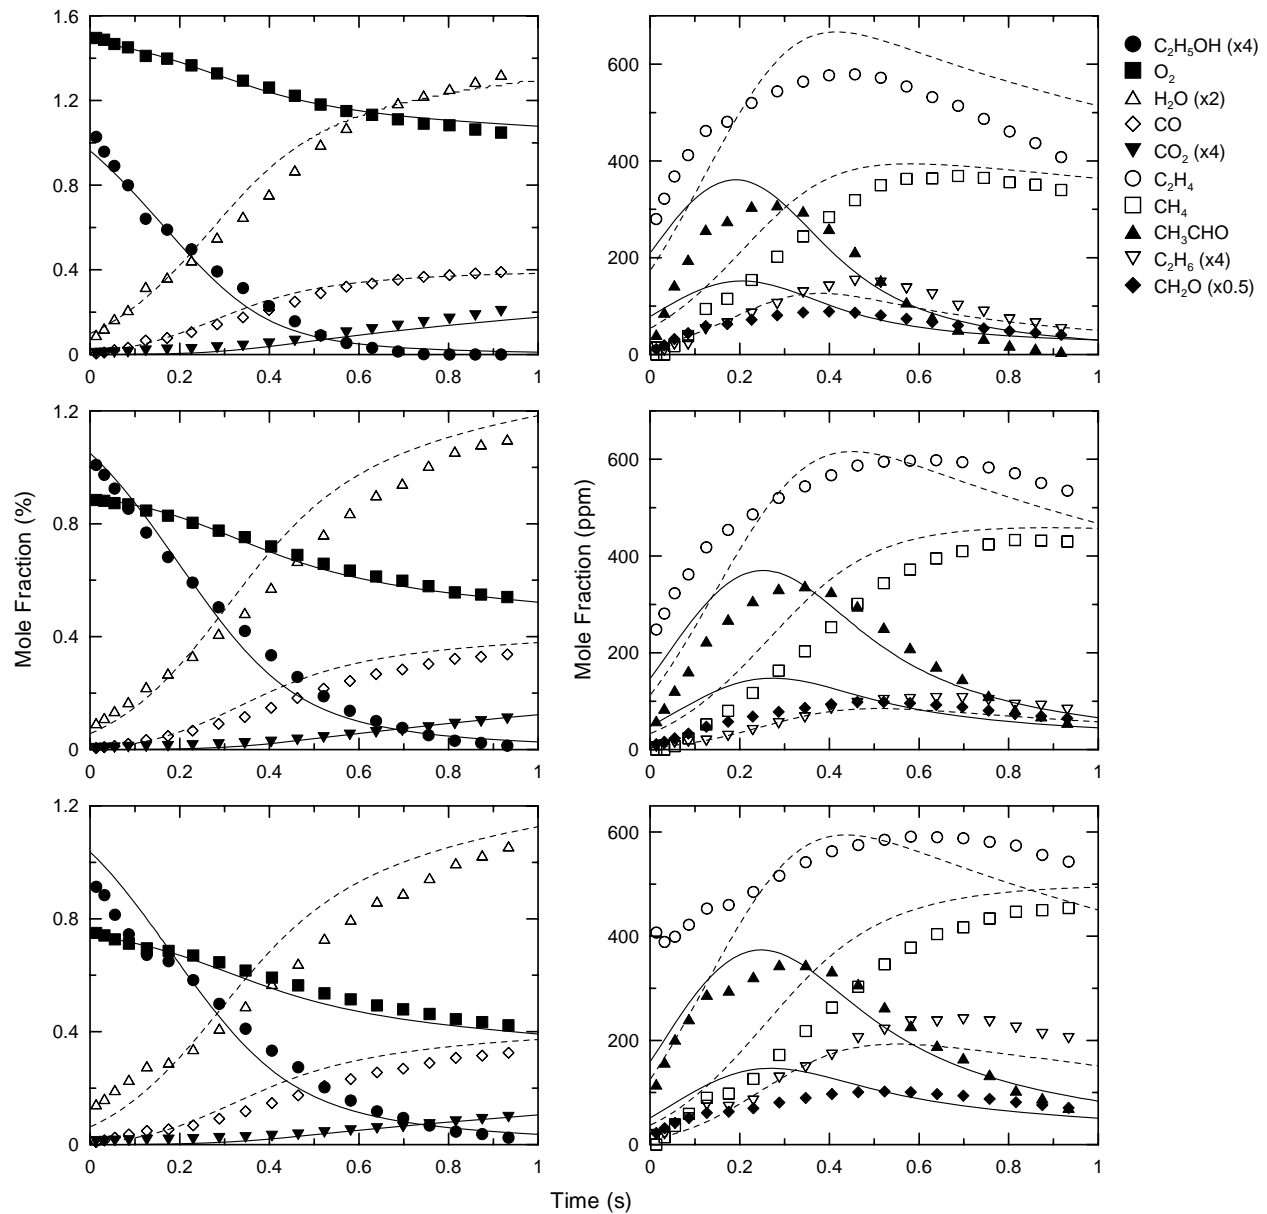 1.6
1.2
0.8
0.4
0
0 0.2 0.4 0.6 0.8 1
600
400
200
0
0 0.2 0.4 0.6 0.8 1
C₂H₅OH (x4)
O₂
H₂O (x2)
CO
CO₂ (x4)
C₂H₄
CH₄
CH₃CHO
C₂H₆ (x4)
CH₂O (x0.5)
Mole Fraction (%)
1.2
0.8
0.4
0
0 0.2 0.4 0.6 0.8 1
Mole Fraction (ppm)
600
400
200
0
0 0.2 0.4 0.6 0.8 1
1.2
0.8
0.4
0
0 0.2 0.4 0.6 0.8 1
600
400
200
0
0 0.2 0.4 0.6 0.8 1
Time (s)